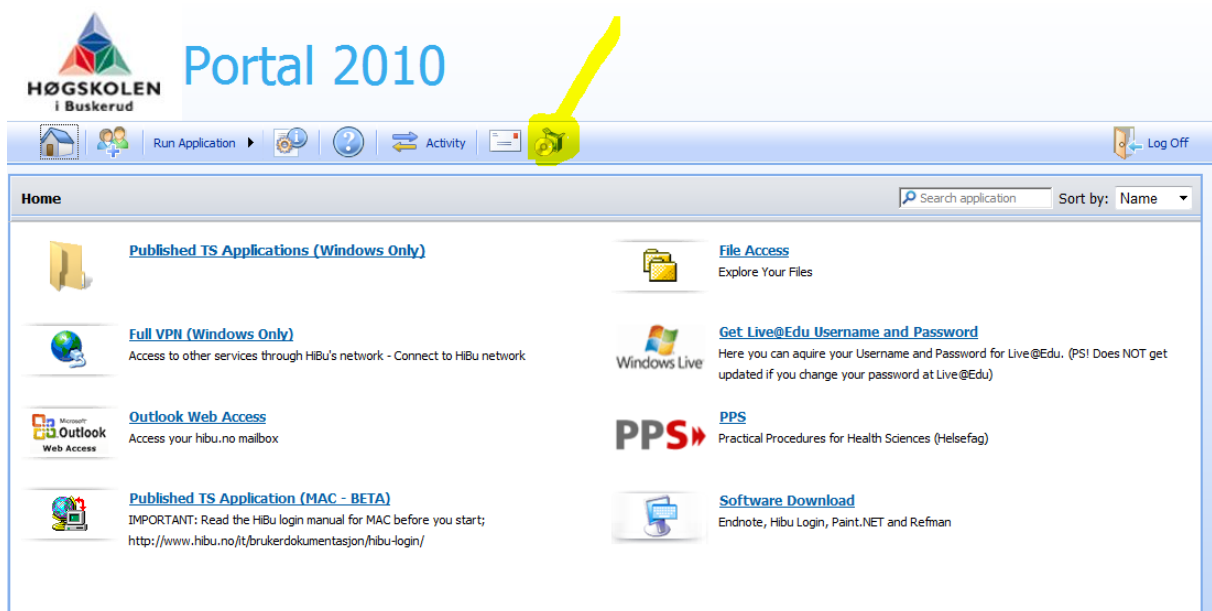 HØGSKOLEN
i Buskerud
Portal 2010
Run Application
Activity
Log Off
Home
Search application
Sort by: Name
Published TS Applications (Windows Only)
File Access
Explore Your Files
Full VPN (Windows Only)
Access to other services through HiBu's network - Connect to HiBu network
Windows Live
Get Live@Edu Username and Password
Here you can aquire your Username and Password for Live@Edu. (PS! Does NOT get
updated if you change your password at Live@Edu)
Microsoft
Outlook
Web Access
Outlook Web Access
Access your hibu.no mailbox
PPS
PPS
Practical Procedures for Health Sciences (Helsefag)
Published TS Application (MAC - BETA)
IMPORTANT: Read the HiBu login manual for MAC before you start;
http://www.hibu.no/it/brukerdokumentasjon/hibu-login/
Software Download
Endnote, Hibu Login, Paint.NET and Refman